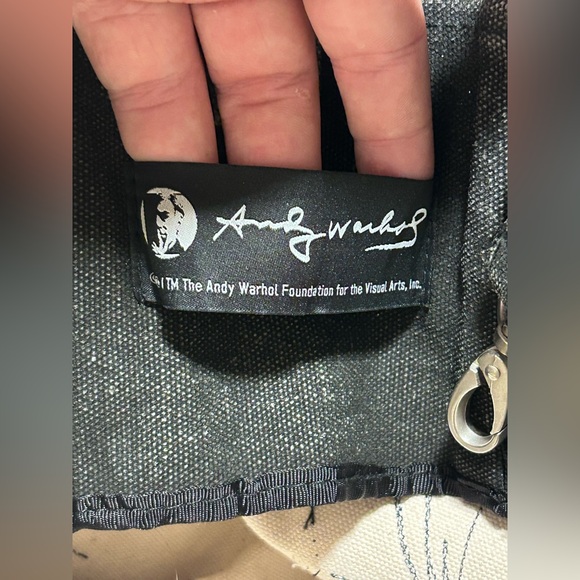 Andy Warhol
/TM The Andy Warhol Foundation for the Visual Arts, Inc.